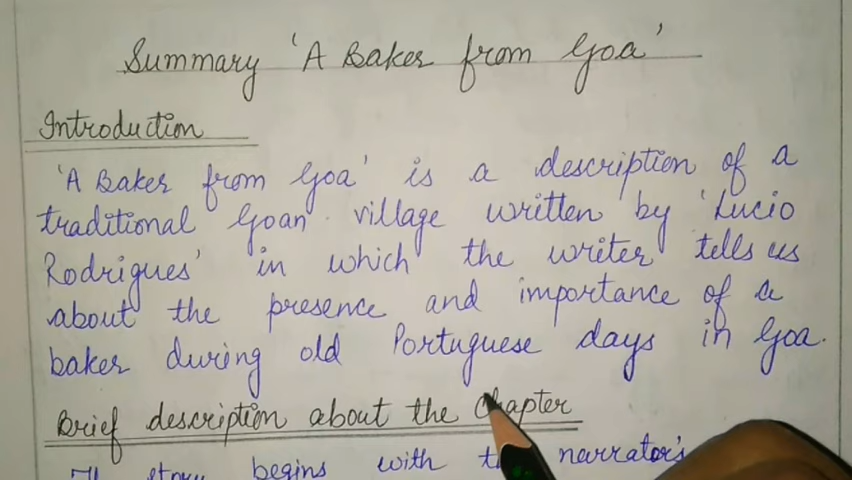 Summary 'A Baker from Goa'
Introduction
'A Baker from Goa' is a description of a
traditional Goan village written by 'Lucio
Rodrigues' in which the writer tells us
about the presence and importance of a
baker during old Portuguese days in Goa.
Brief description about the Chapter
story begins with narrator's